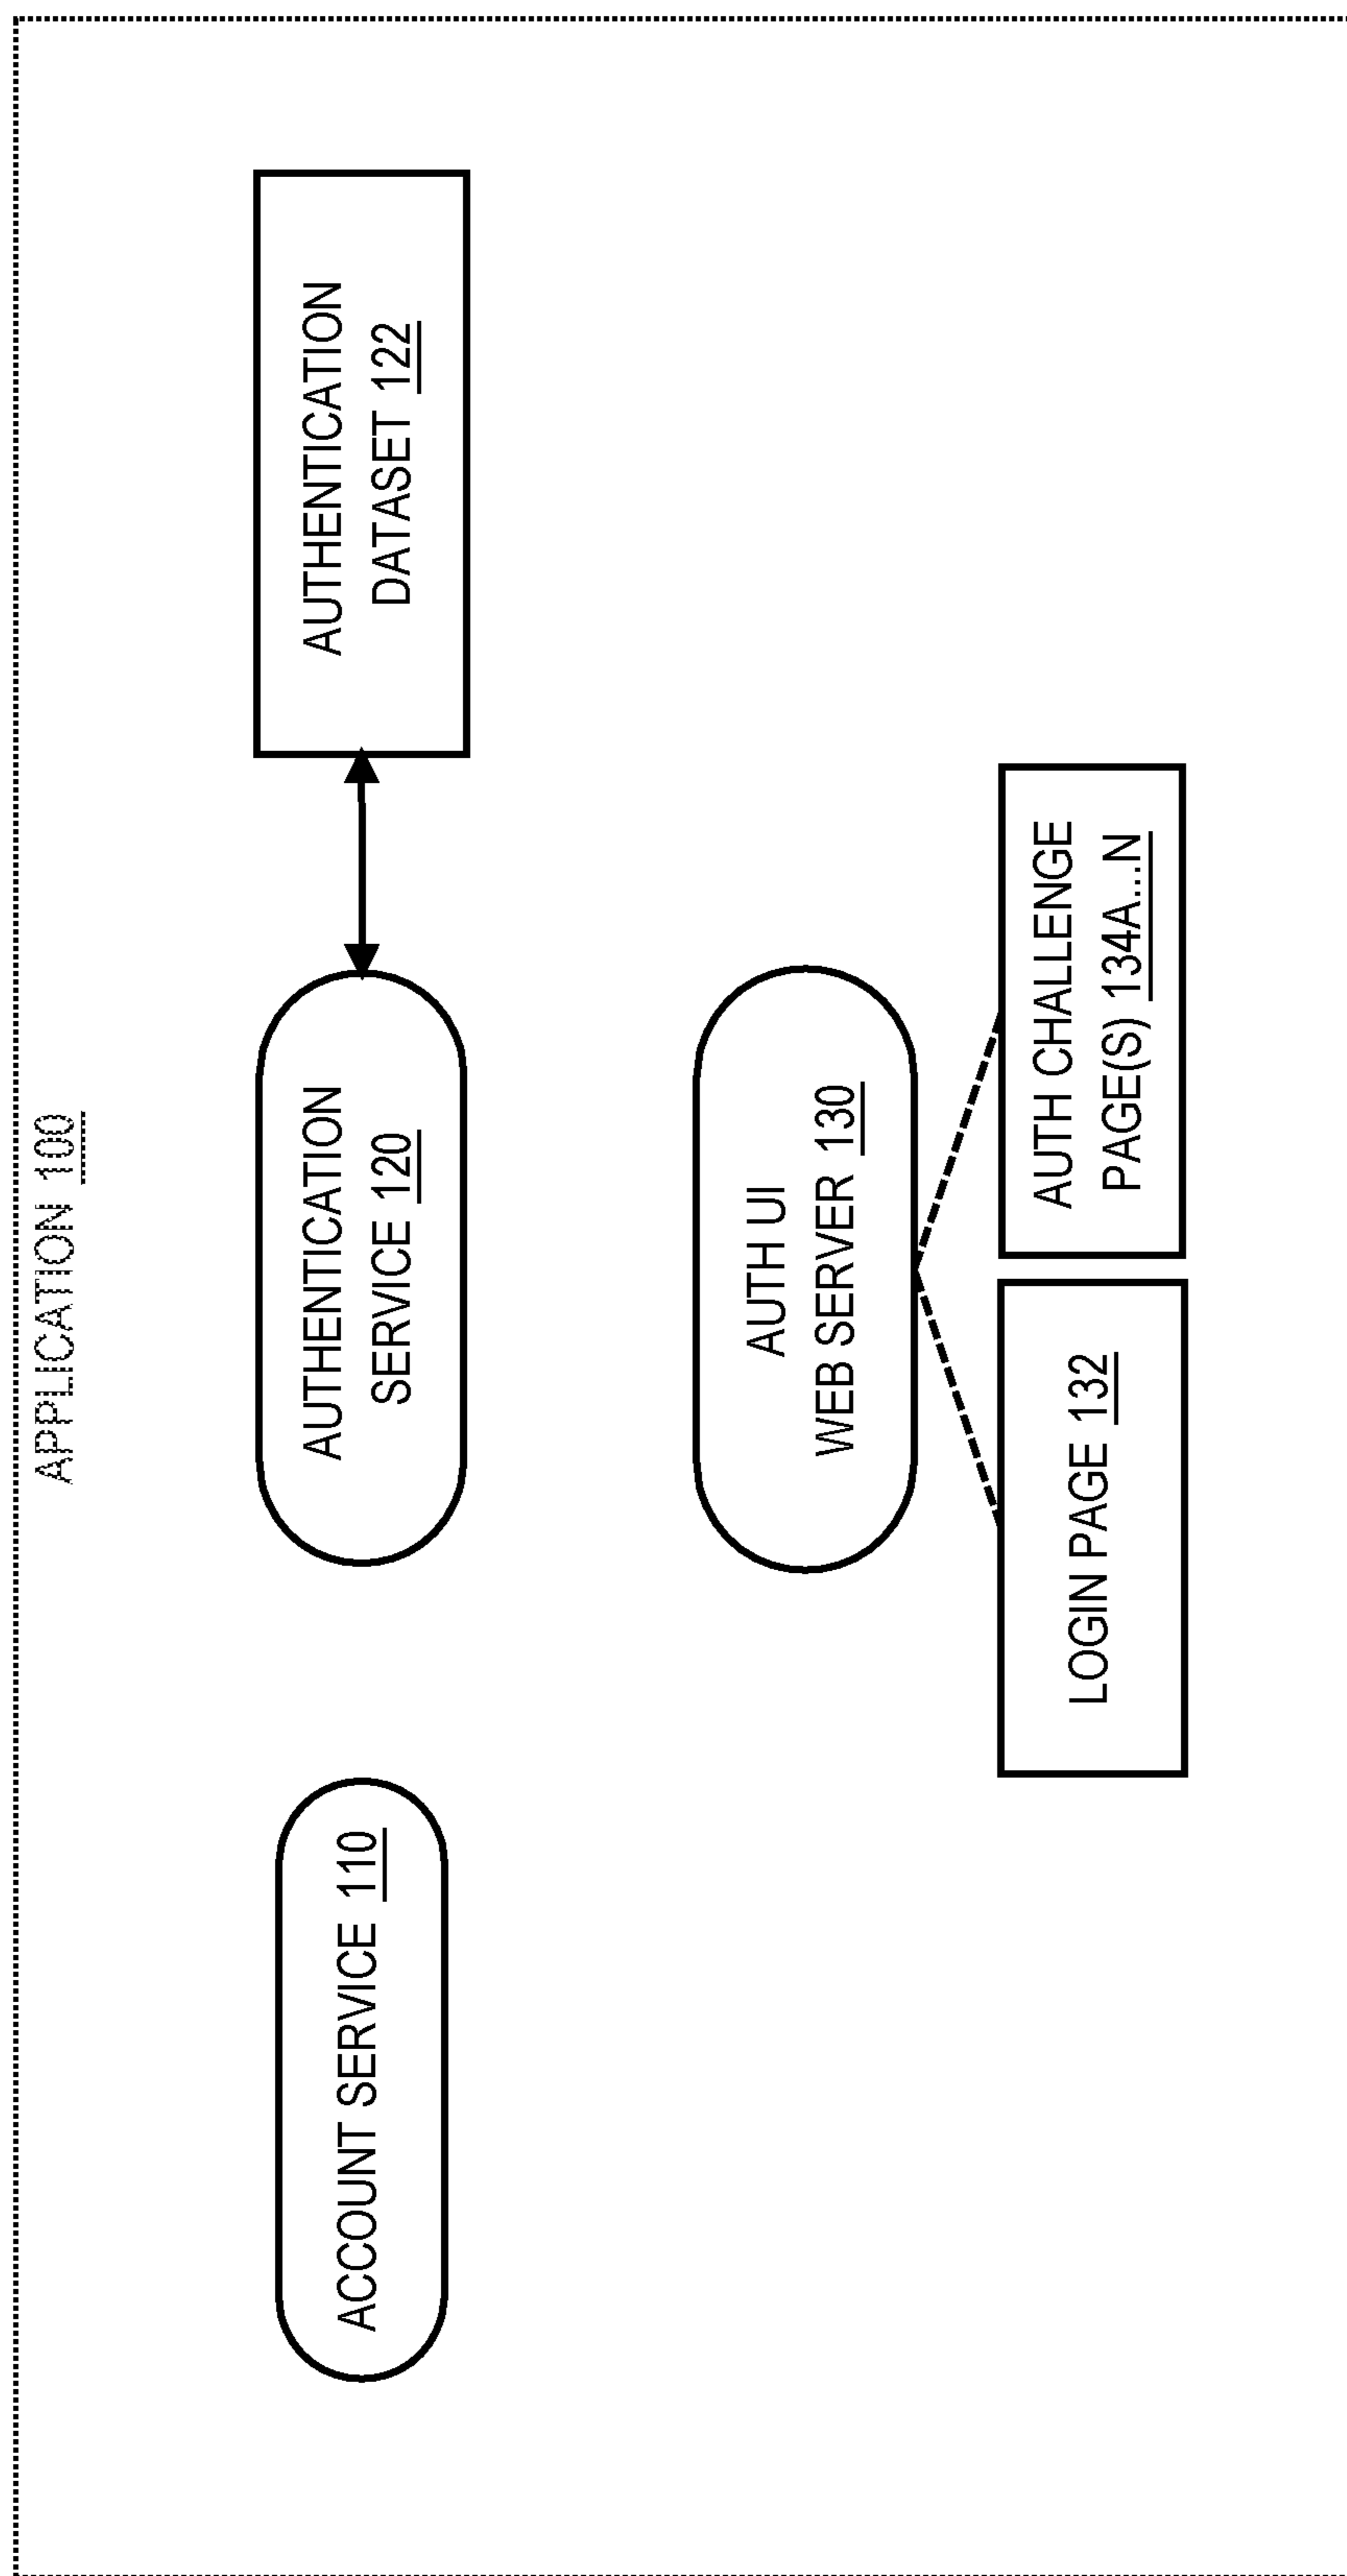 APPLICATION 100
ACCOUNT SERVICE 110
AUTHENTICATION
SERVICE 120
AUTHENTICATION
DATASET 122
AUTH UI
WEB SERVER 130
LOGIN PAGE 132
AUTH CHALLENGE
PAGE(S) 134A...N